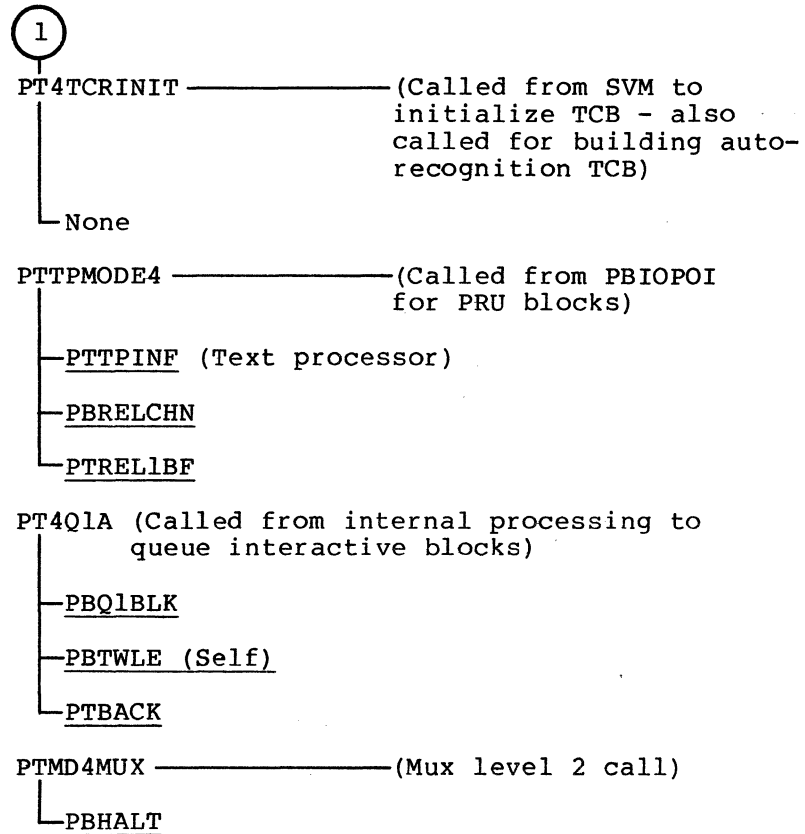 1
PT4TCRINIT (Called from SVM to
initialize TCB - also
called for building auto-
recognition TCB)
None
PTTPMODE4 (Called from PBIOPOI
for PRU blocks)
PTTPINF (Text processor)
PBRELCHN
PTREL1BF
PT4Q1A (Called from internal processing to
queue interactive blocks)
PBQ1BLK
PBTWLE (Self)
PTBACK
PTMD4MUX (Mux level 2 call)
PBHALT